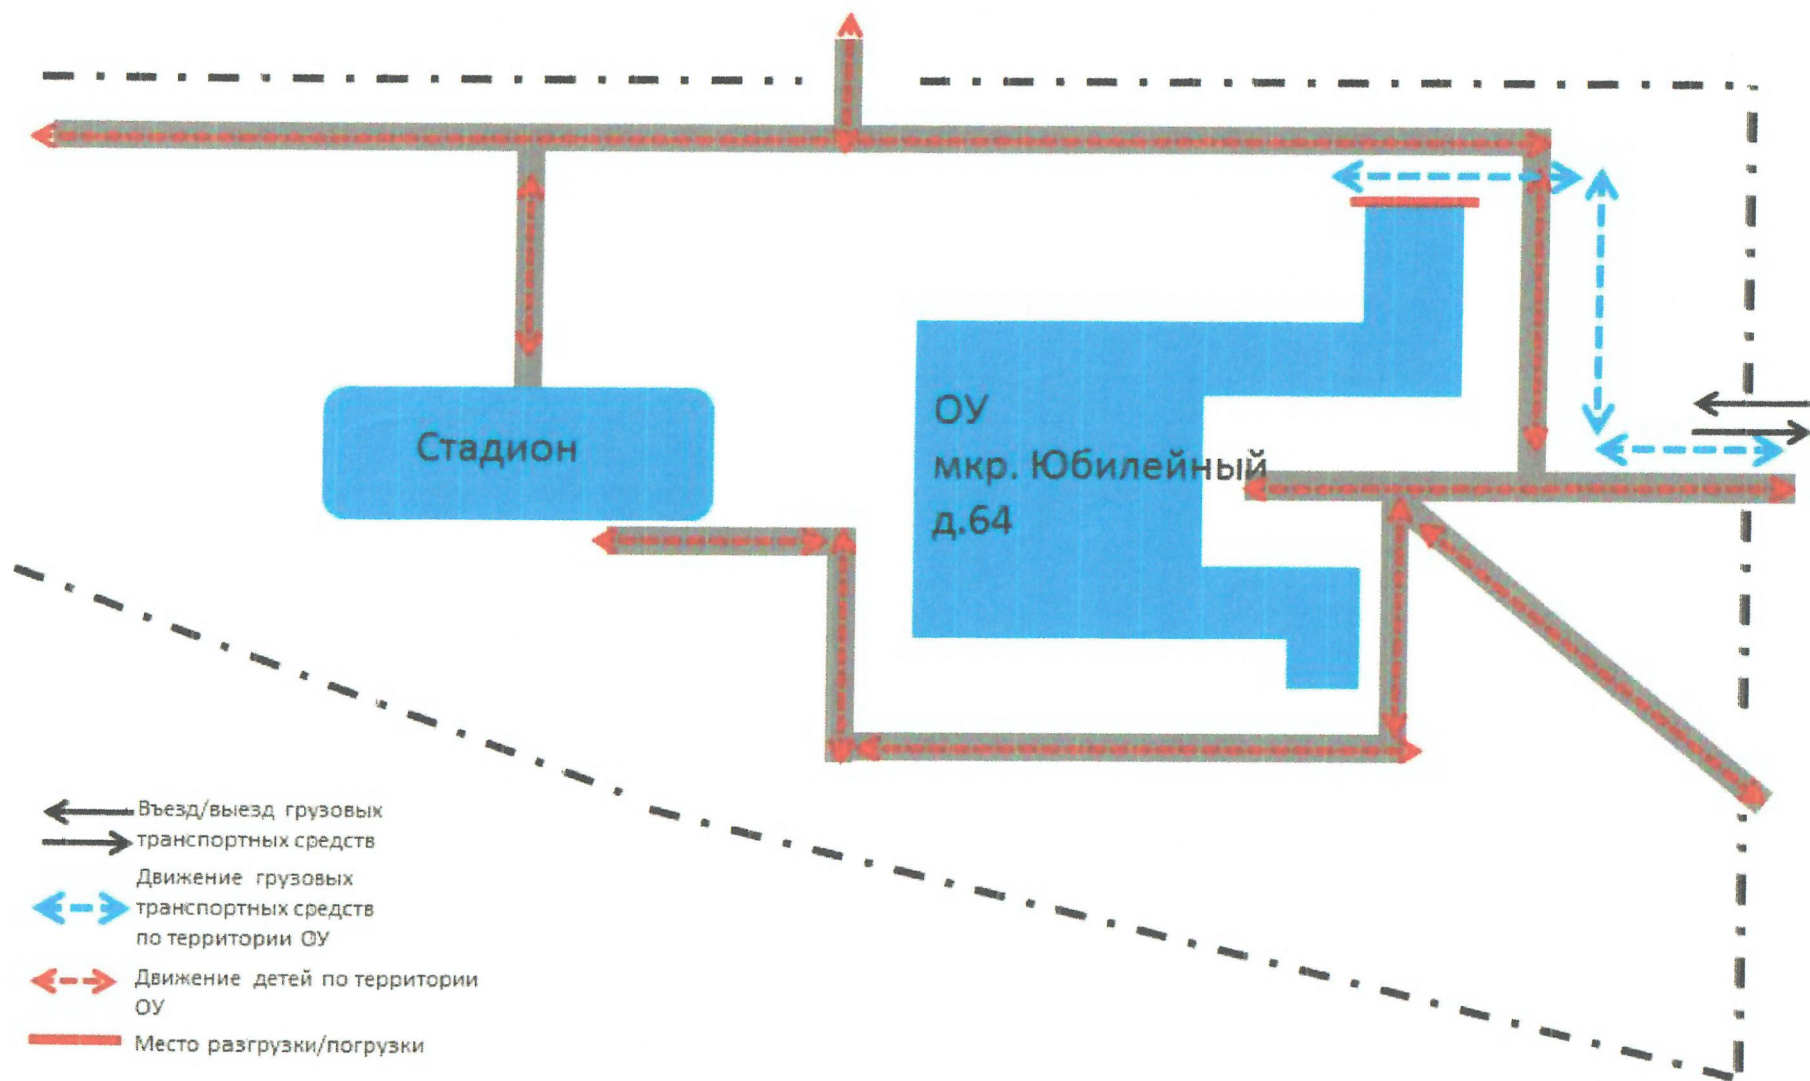 Стадион
ОУ
мкр. Юбилейный
д.64
Въезд/выезд грузовых
транспортных средств
Движение грузовых
транспортных средств
по территории ОУ
Движение детей по территории
ОУ
Место разгрузки/погрузки